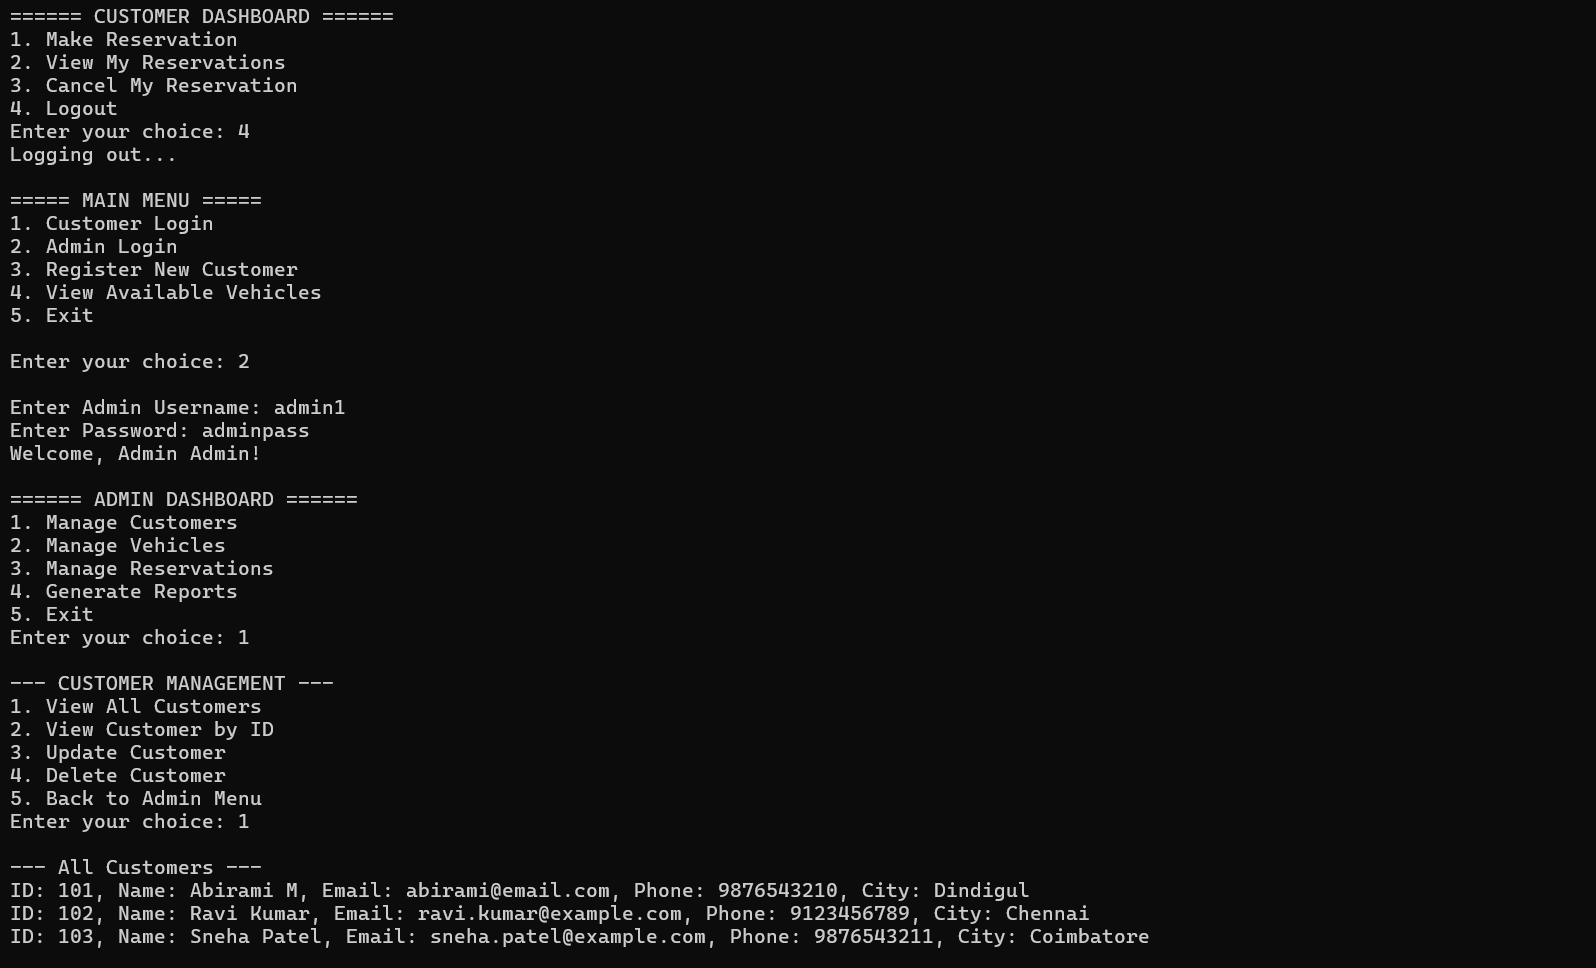 ====== CUSTOMER DASHBOARD ======
1. Make Reservation
2. View My Reservations
3. Cancel My Reservation
4. Logout
Enter your choice: 4
Logging out...
===== MAIN MENU =====
1. Customer Login
2. Admin Login
3. Register New Customer
4. View Available Vehicles
5. Exit
Enter your choice: 2
Enter Admin Username: admin1
Enter Password: adminpass
Welcome, Admin Admin!
====== ADMIN DASHBOARD ======
1. Manage Customers
2. Manage Vehicles
3. Manage Reservations
4. Generate Reports
5. Exit
Enter your choice: 1
--- CUSTOMER MANAGEMENT ---
1. View All Customers
2. View Customer by ID
3. Update Customer
4. Delete Customer
5. Back to Admin Menu
Enter your choice: 1
--- All Customers ---
ID: 101, Name: Abirami M, Email: abirami@email.com, Phone: 9876543210, City: Dindigul
ID: 102, Name: Ravi Kumar, Email: ravi.kumar@example.com, Phone: 9123456789, City: Chennai
ID: 103, Name: Sneha Patel, Email: sneha.patel@example.com, Phone: 9876543211, City: Coimbatore